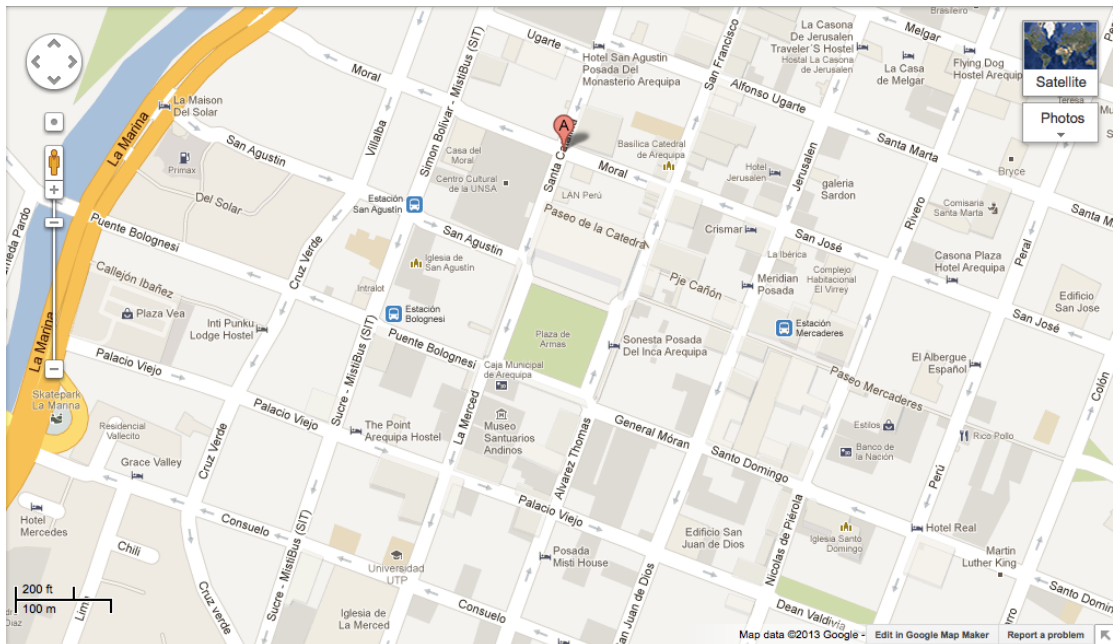 Ugarte
Moral
La Maison
Del Solar
San Agustin
Primax
Del Solar
La Marina
Villalba
Simon Bolivar - MistiBus (SIT)
Hotel San Agustin
Posada Del
Monasterio Arequipa
San Francisco
La Casona
De Jerusalen
Traveler´S Hostel
Hostal La Casona
de Jerusalen
Melgar
Brasileiro
La Casa
de Melgar
Flying Dog
Hostel Arequipa
Teresa
Satellite
Photos
Alfonso Ugarte
A
Casa del
Moral
Centro Cultural
de la UNSA
Basilica Catedral
de Arequipa
Moral
LAN Perú
Hotel
Jerusalen
Jerusalen
Santa Marta
galeria
Sardon
Bryce
Comisaria
Santa Marta
Rivero
Peral
Estación
San Agustín
San Agustin
Paseo de la Catedral
Crismar
San José
La Ibérica
Complejo
Habitacional
El Virrey
Meridian
Posada
Casona Plaza
Hotel Arequipa
Edificio
San Jose
San José
Puente Bolognesi
Callejón Ibañez
Cruz Verde
Iglesia de
San Agustin
Intralot
Pje Cañón
Estación
Bolognesi
Estación
Mercaderes
Plaza Vea
Inti Punku
Lodge Hostel
Puente Bolognesi
Plaza de
Armas
Sonesta Posada
Del Inca Arequipa
El Albergue
Español
Paseo Mercaderes
Colón
La Marina
Palacio Viejo
Sucre - MistiBus (SIT)
Caja Municipal
de Arequipa
Skatepark
La Marina
Residencial
Vallecito
Palacio Viejo
The Point
Arequipa Hostel
La Merced
Museo
Santuarios
Andinos
General Móran
Alvarez Thomas
Estilos
Banco de
la Nación
Rico Pollo
Perú
Grace Valley
Cruz Verde
Santo Domingo
Palacio Viejo
Hotel
Mercedes
Consuelo
Chili
Edificio San
Juan de Dios
Nicolas de Piérola
Iglesia Santo
Domingo
Hotel Real
Martin
Luther King
Universidad
UTP
Posada
Misti House
200 ft
100 m
Cruz verde
Sucre - MistiBus (SIT)
Iglesia de
La Merced
Consuelo
San Juan de Dios
Dean Valdivia
Map data ©2013 Google -
Edit in Google Map Maker
Report a problem